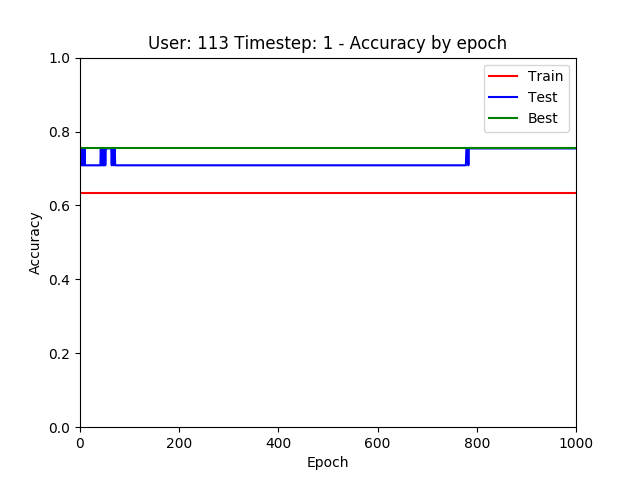 User: 113 Timestep: 1 - Accuracy by epoch
1.0
0.8
0.6
0.4
0.2
0.0
Accuracy
Train
Test
Best
0 200 400 600 800 1000
Epoch